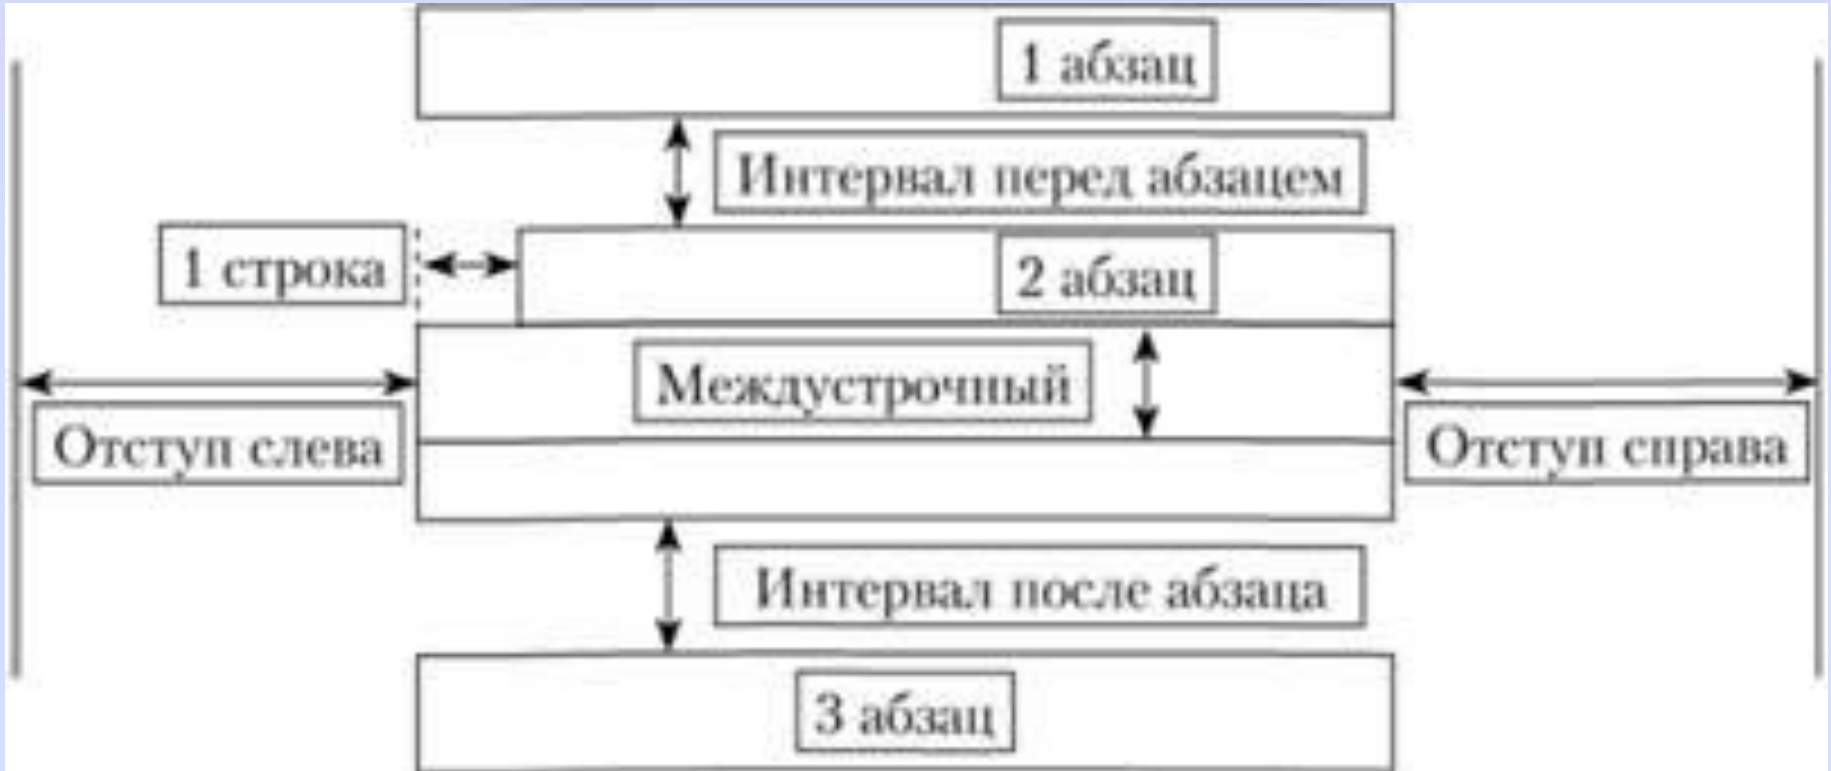 1 абзац
Интервал перед абзацем
1 строка
2 абзац
Междустрочный
Отступ слева
Отступ справа
Интервал после абзаца
3 абзац